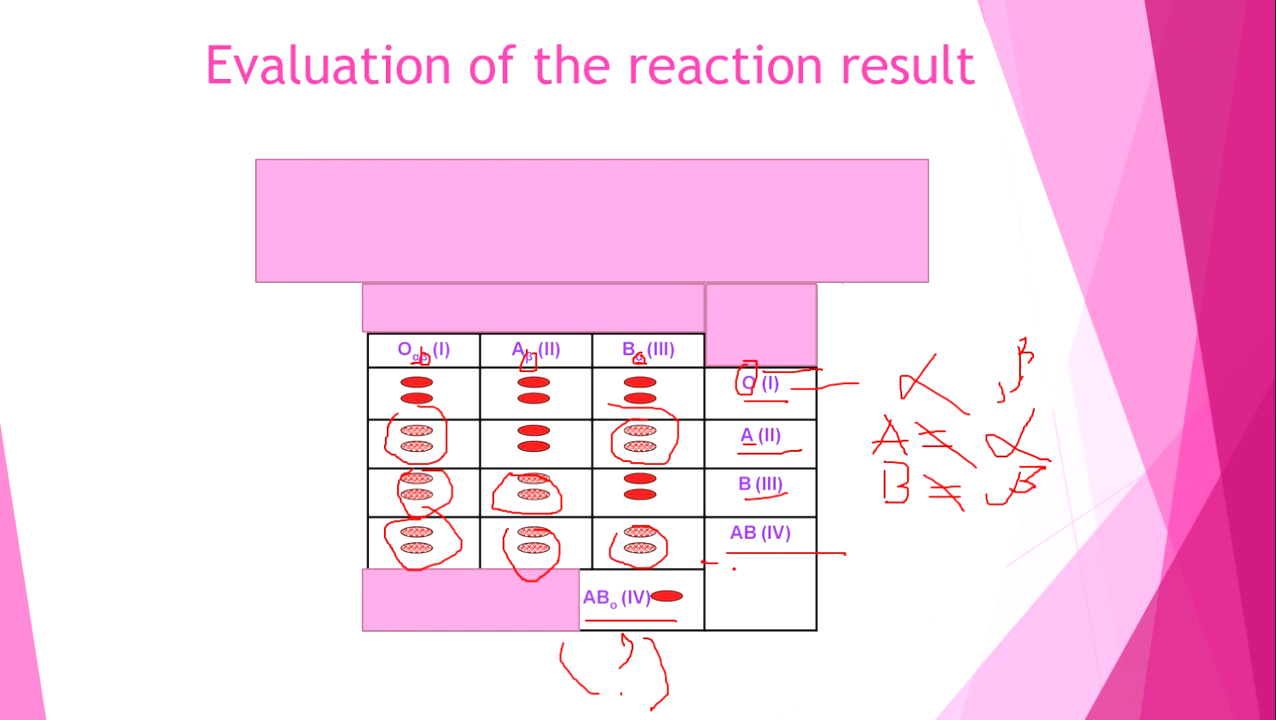 Evaluation of the reaction result
Oαβ (I) Aβ (II) Bα (III)
O (I)
A (II)
B (III)
AB (IV)
ABo (IV)
α β
A ≠ α
B ≠ β